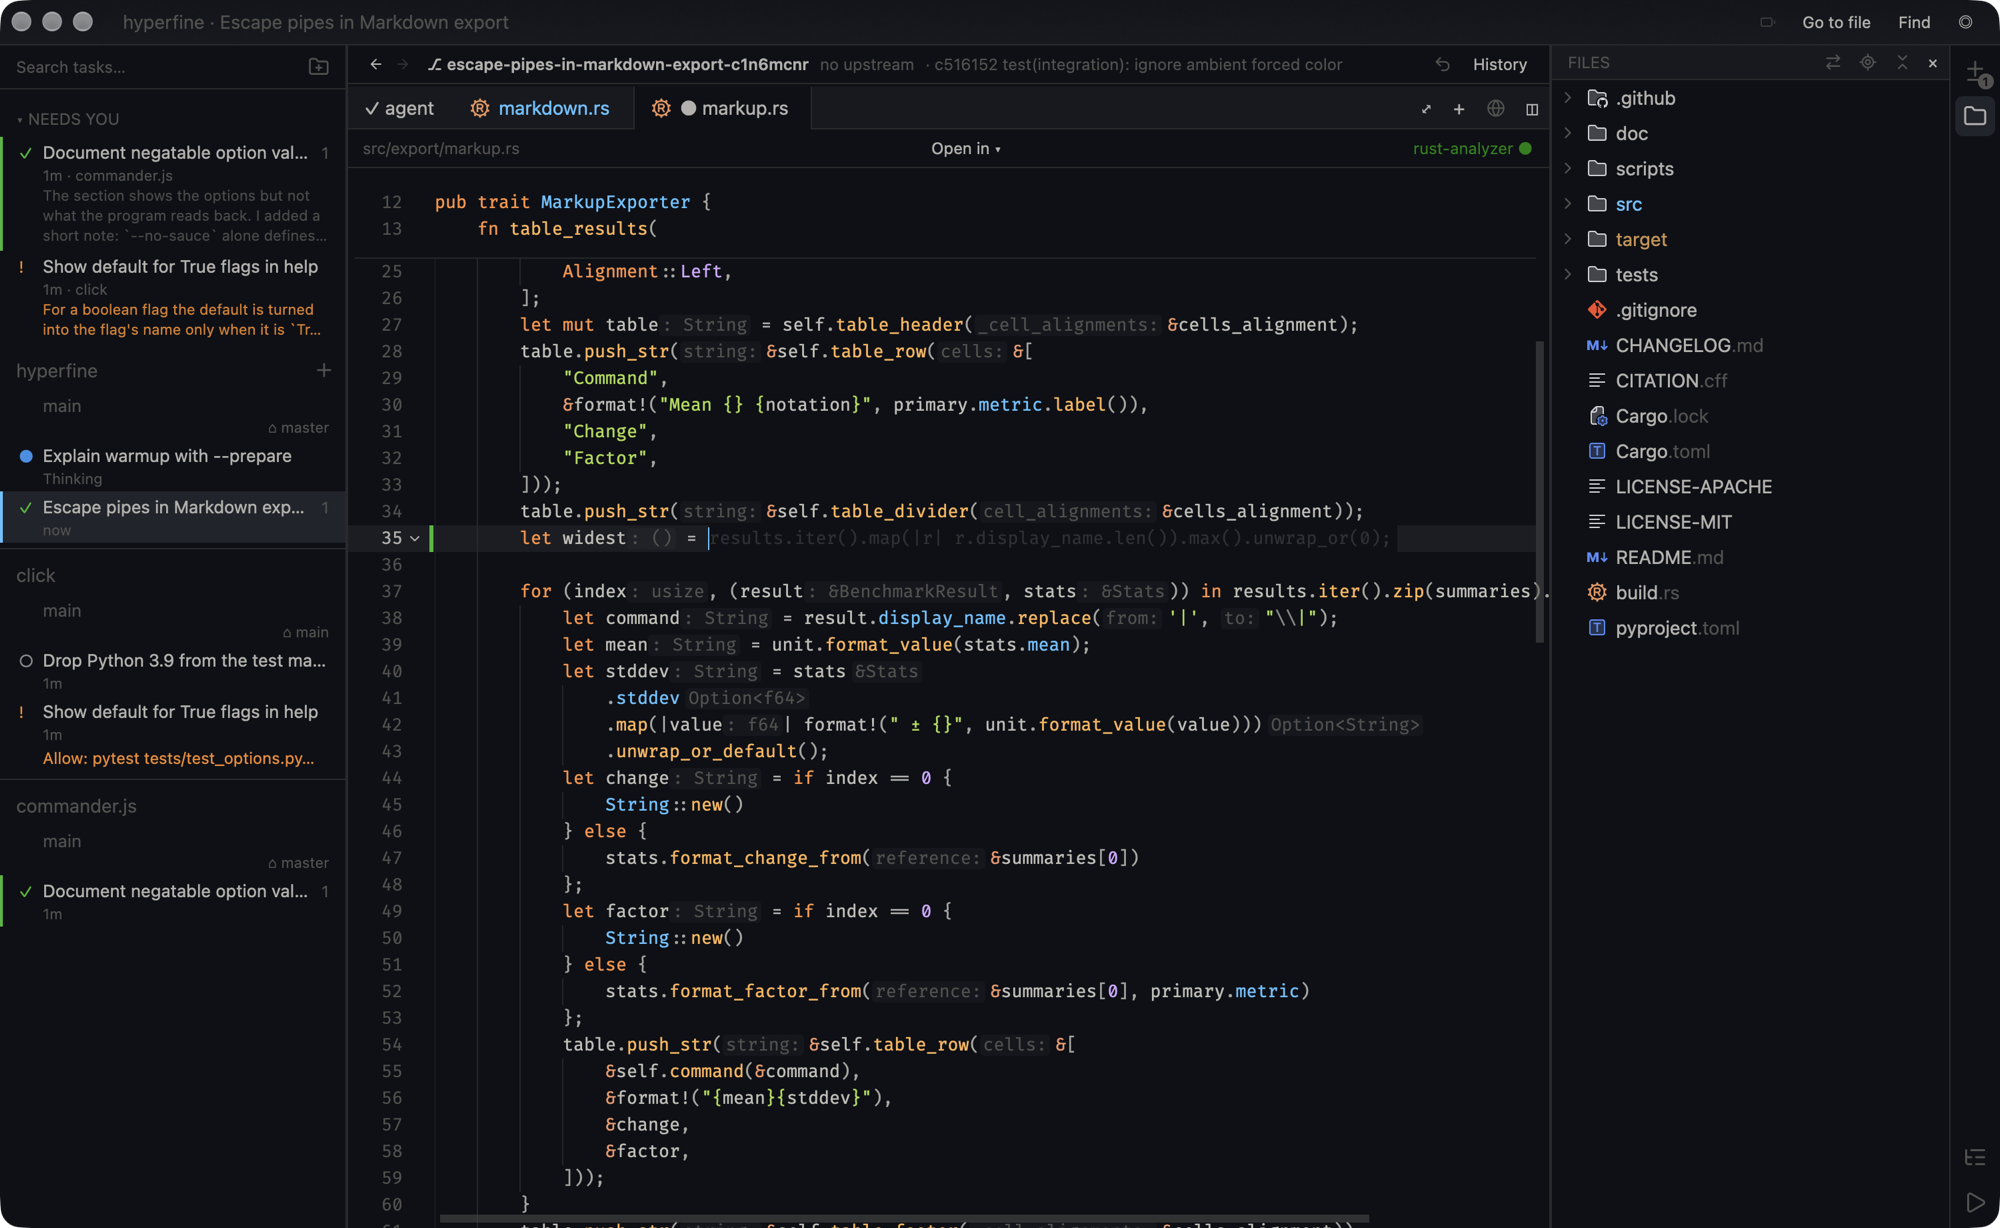 hyperfine · Escape pipes in Markdown export
Go to file
Find
Search tasks...
NEEDS YOU
Document negatable option val... 1
1m · commander.js
The section shows the options but not
what the program reads back. I added a
short note: `--no-sauce` alone defines...
! Show default for True flags in help
1m · click
For a boolean flag the default is turned
into the flag's name only when it is `Tr...
hyperfine +
main
master
Explain warmup with --prepare
Thinking
Escape pipes in Markdown exp... 1
now
click
main
main
Drop Python 3.9 from the test ma...
1m
! Show default for True flags in help
1m
Allow: pytest tests/test_options.py...
commander.js
main
master
Document negatable option val... 1
1m
← → escape-pipes-in-markdown-export-c1n6mcnr no upstream · c516152 test(integration): ignore ambient forced color
History
✓ agent
markdown.rs
markup.rs
src/export/markup.rs
Open in
rust-analyzer
12 pub trait MarkupExporter {
13 fn table_results(
25 Alignment::Left,
26 ];
27 let mut table: String = self.table_header(_cell_alignments: &cells_alignment);
28 table.push_str(string: &self.table_row(cells: &[
29 "Command",
30 &format!("Mean {} {notation}", primary.metric.label()),
31 "Change",
32 "Factor",
33 ]));
34 table.push_str(string: &self.table_divider(cell_alignments: &cells_alignment));
35 let widest: () = results.iter().map(|r| r.display_name.len()).max().unwrap_or(0);
36
37 for (index: usize, (result: &BenchmarkResult, stats: &Stats)) in results.iter().zip(summaries).
38 let command: String = result.display_name.replace(from: '|', to: "\\|");
39 let mean: String = unit.format_value(stats.mean);
40 let stddev: String = stats &Stats
41 .stddev Option<f64>
42 .map(|value: f64| format!(" ± {}", unit.format_value(value))) Option<String>
43 .unwrap_or_default();
44 let change: String = if index == 0 {
45 String::new()
46 } else {
47 stats.format_change_from(reference: &summaries[0])
48 };
49 let factor: String = if index == 0 {
50 String::new()
51 } else {
52 stats.format_factor_from(reference: &summaries[0], primary.metric)
53 };
54 table.push_str(string: &self.table_row(cells: &[
55 &self.command(&command),
56 &format!("{mean}{stddev}"),
57 &change,
58 &factor,
59 ]));
60 }
FILES
.github
doc
scripts
src
target
tests
.gitignore
M↓ CHANGELOG.md
CITATION.cff
Cargo.lock
T Cargo.toml
LICENSE-APACHE
LICENSE-MIT
M↓ README.md
build.rs
T pyproject.toml
1